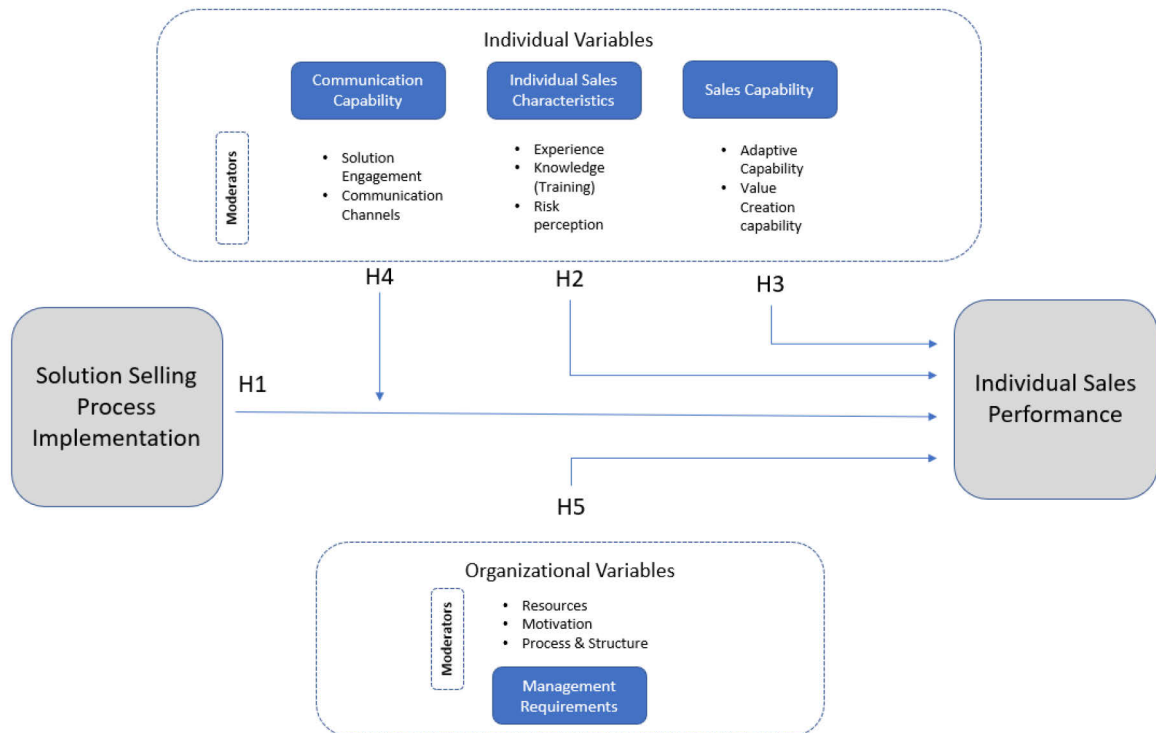 Individual Variables
Communication
Capability
Individual Sales
Characteristics
Sales Capability
Moderators
• Solution
Engagement
• Communication
Channels
• Experience
• Knowledge
(Training)
• Risk
perception
• Adaptive
Capability
• Value
Creation
capability
H4
H2
H3
Solution Selling
Process
Implementation
H1
Individual Sales
Performance
H5
Organizational Variables
Moderators
• Resources
• Motivation
• Process & Structure
Management
Requirements